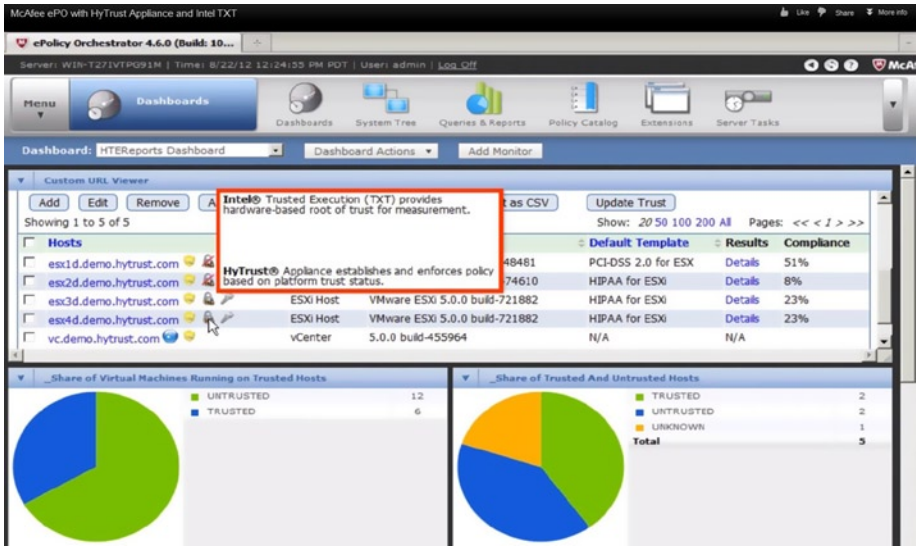 McAfee ePO with HyTrust Appliance and Intel TXT
Like Share More info
ePolicy Orchestrator 4.6.0 (Build: 10...
Server: WIN-T271VTPG91M | Time: 8/22/12 12:24:55 PM PDT | User: admin | Log Off
McA
Menu
Dashboards
Dashboards System Tree Queries & Reports Policy Catalog Extensions Server Tasks
Dashboard: HTEReports Dashboard Dashboard Actions Add Monitor
Custom URL Viewer
Add Edit Remove A
t as CSV Update Trust
Intel® Trusted Execution (TXT) provides
hardware-based root of trust for measurement.
HyTrust® Appliance establishes and enforces policy
based on platform trust status.
Showing 1 to 5 of 5 Show: 20 50 100 200 All Pages: << < 1 > >>
Hosts Default Template Results Compliance
esx1d.demo.hytrust.com 48481 PCI-DSS 2.0 for ESX Details 51%
esx2d.demo.hytrust.com 74610 HIPAA for ESXi Details 8%
esx3d.demo.hytrust.com ESXi Host VMware ESXi 5.0.0 build-721882 HIPAA for ESXi Details 23%
esx4d.demo.hytrust.com ESXi Host VMware ESXi 5.0.0 build-721882 HIPAA for ESXi Details 23%
vc.demo.hytrust.com vCenter 5.0.0 build-455964 N/A N/A
_Share of Virtual Machines Running on Trusted Hosts
UNTRUSTED 12
TRUSTED 6
_Share of Trusted And Untrusted Hosts
TRUSTED 2
UNTRUSTED 2
UNKNOWN 1
Total 5